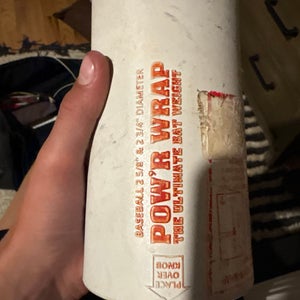 BASEBALL 2 5/8" & 2 3/4" DIAMETER
POW'R WRAP
THE ULTIMATE BAT WEIGHT
PLACE
OVER
KNOB